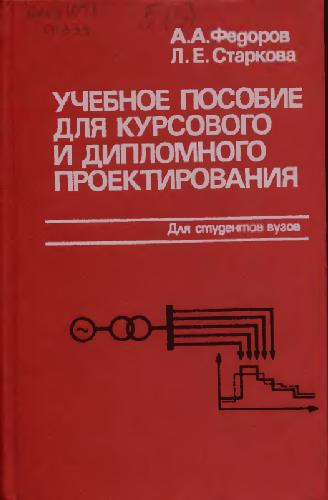 А.А.Федоров
Л.Е.Старкова
УЧЕБНОЕ ПОСОБИЕ
ДЛЯ КУРСОВОГО
И ДИПЛОМНОГО
ПРОЕКТИРОВАНИЯ
Для студентов вузов